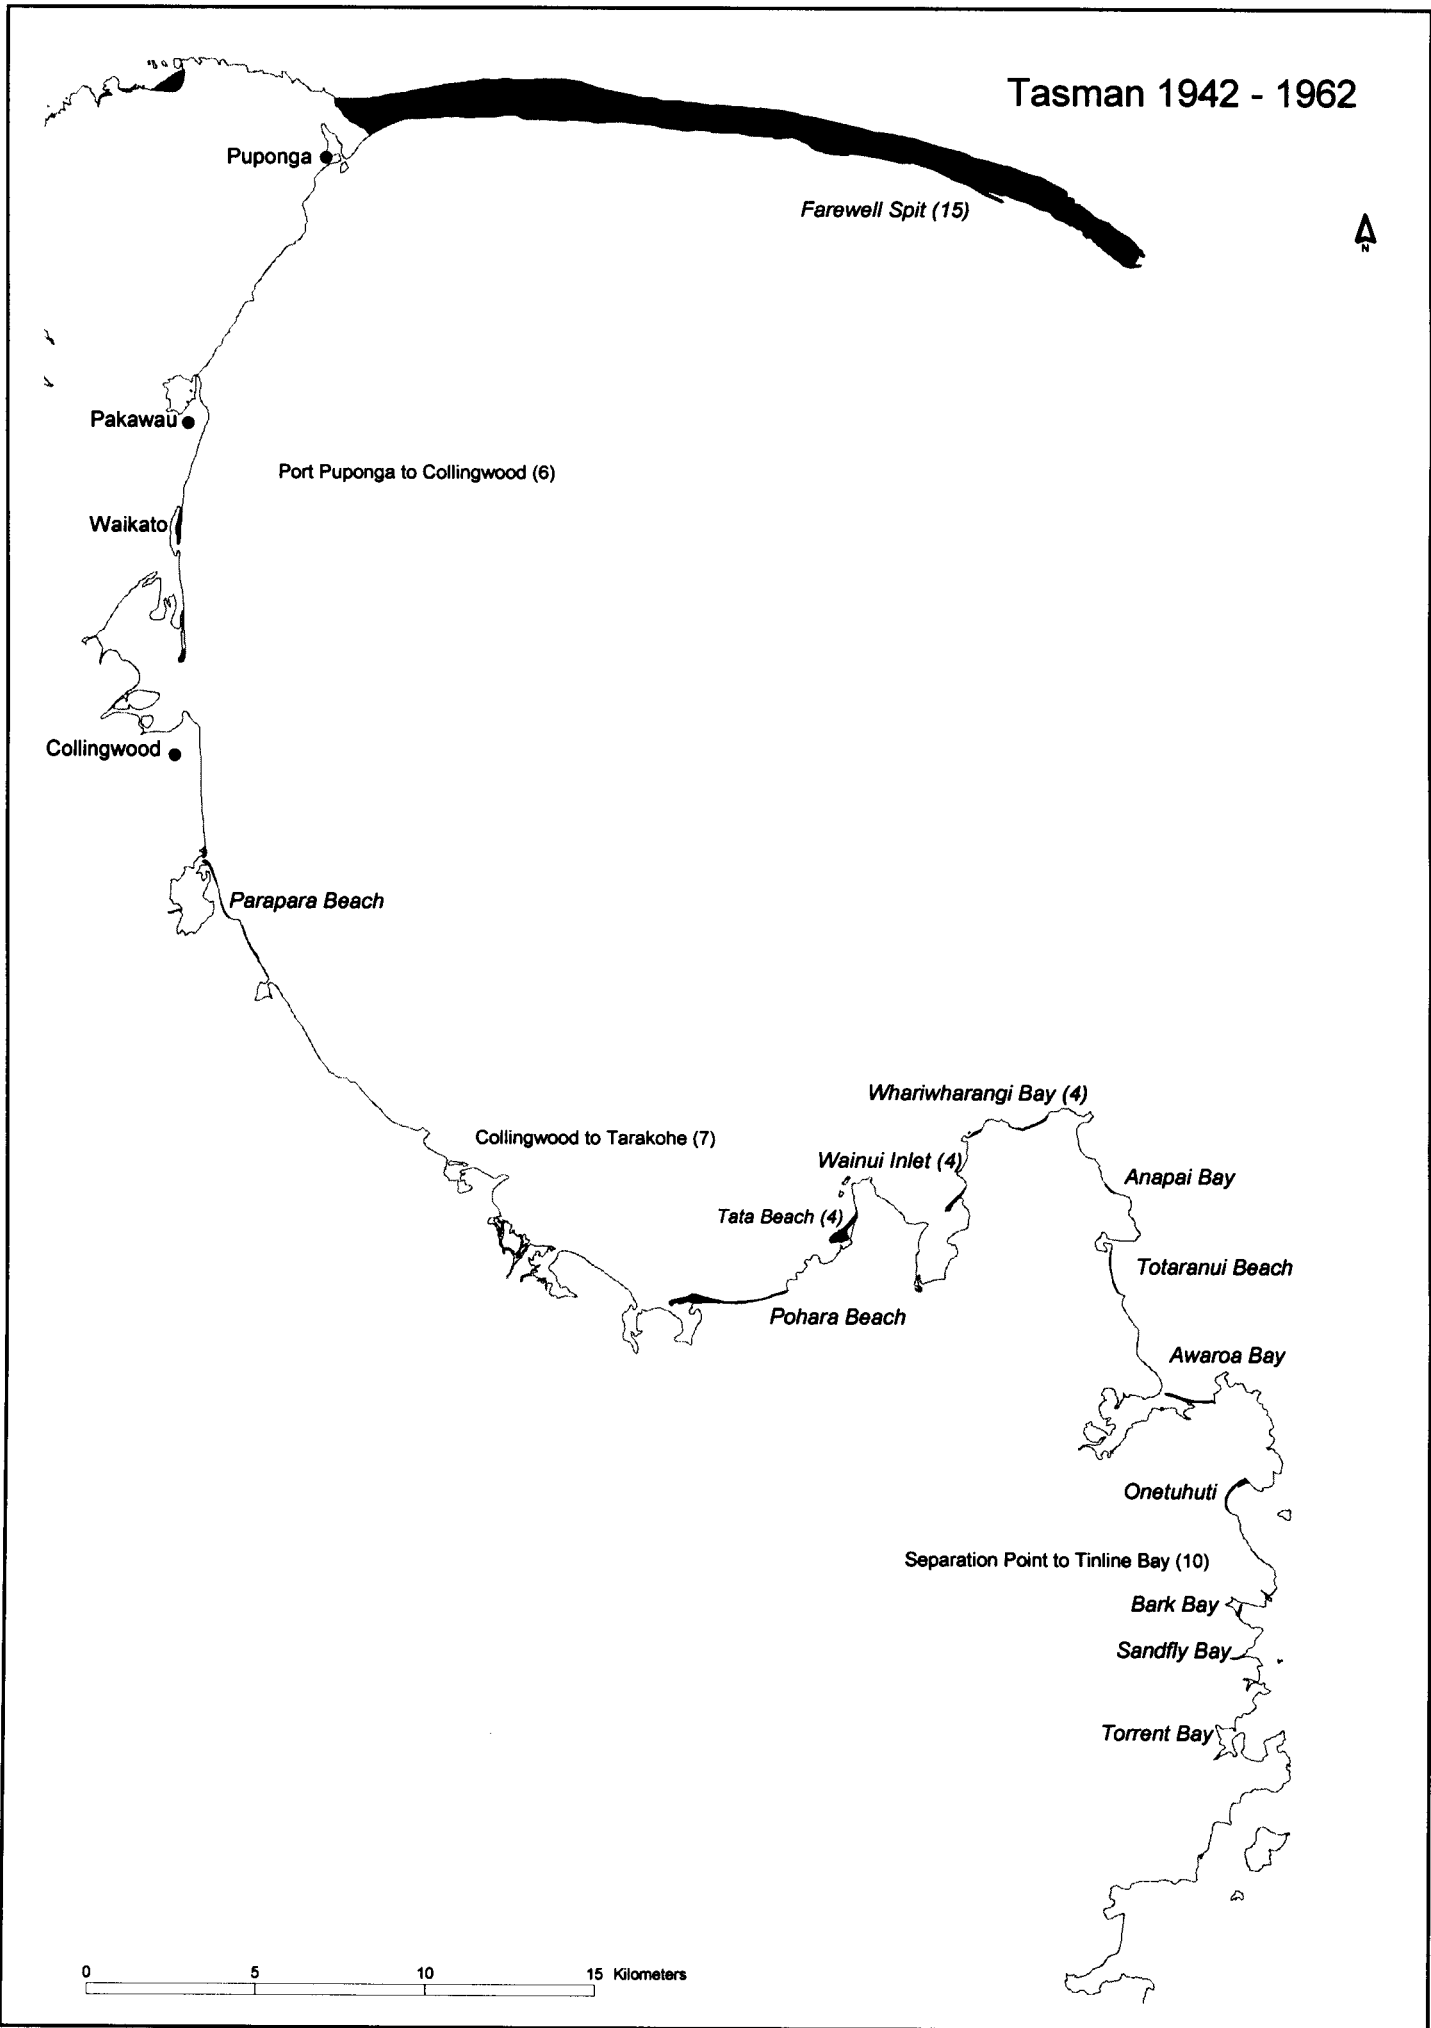 Tasman 1942 - 1962
Puponga
Farewell Spit (15)
N
Pakawau
Port Puponga to Collingwood (6)
Waikato
Collingwood
Parapara Beach
Whariwharangi Bay (4)
Collingwood to Tarakohe (7)
Wainui Inlet (4)
Anapai Bay
Tata Beach (4)
Totaranui Beach
Pohara Beach
Awaroa Bay
Onetuhuti
Separation Point to Tinline Bay (10)
Bark Bay
Sandfly Bay
Torrent Bay
0 5 10 15 Kilometers